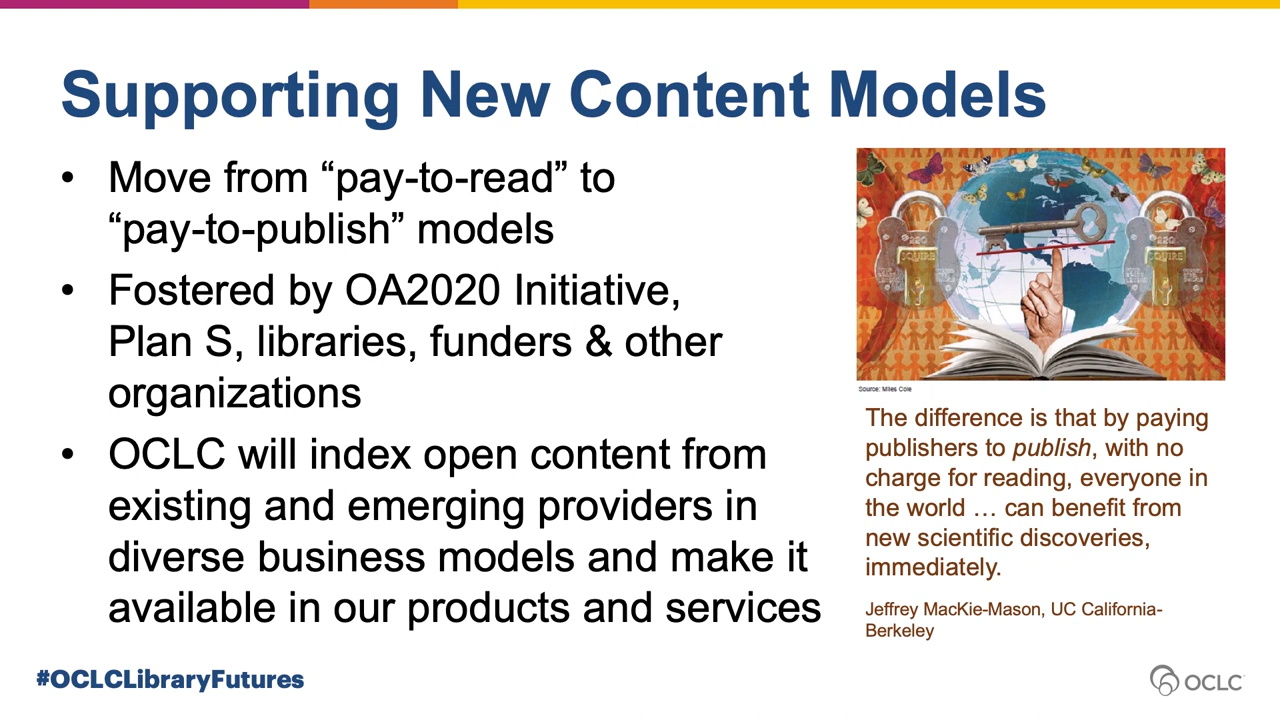 Supporting New Content Models
• Move from “pay-to-read” to
“pay-to-publish” models
• Fostered by OA2020 Initiative,
Plan S, libraries, funders & other
organizations
• OCLC will index open content from
existing and emerging providers in
diverse business models and make it
available in our products and services
SQUIRE
SQUIRE
Source: Miles Cole
The difference is that by paying
publishers to publish, with no
charge for reading, everyone in
the world … can benefit from
new scientific discoveries,
immediately.
Jeffrey MacKie-Mason, UC California-
Berkeley
#OCLCLibraryFutures
OCLC